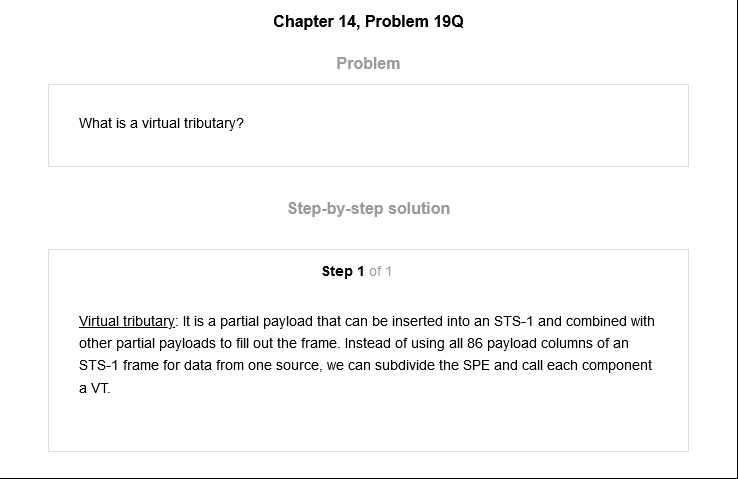 Chapter 14, Problem 19Q
Problem
What is a virtual tributary?
Step-by-step solution
Step 1 of 1
Virtual tributary: It is a partial payload that can be inserted into an STS-1 and combined with
other partial payloads to fill out the frame. Instead of using all 86 payload columns of an
STS-1 frame for data from one source, we can subdivide the SPE and call each component
a VT.